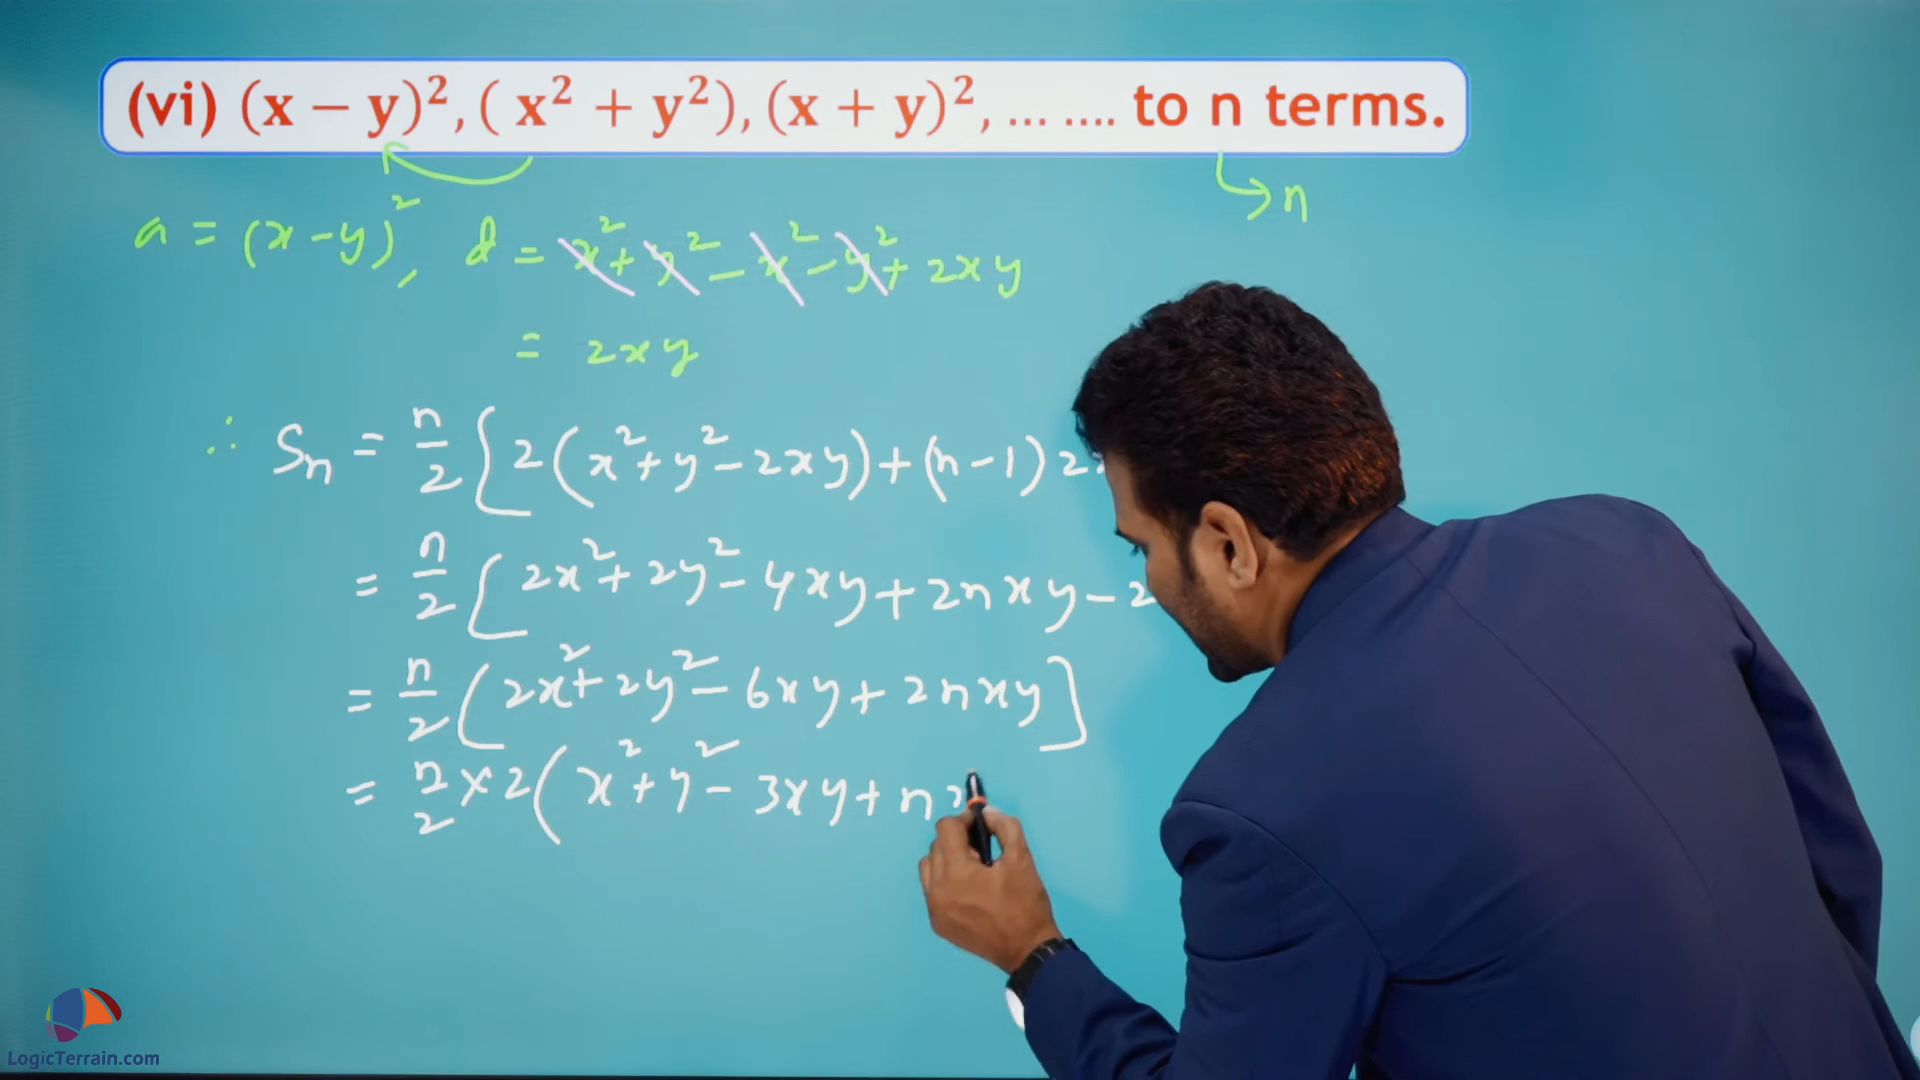 (vi) (x − y)², ( x² + y²), (x + y)², ... .... to n terms.
n
a = (x-y)², d = x²+y²-x²-y²+2xy
= 2xy
∴ Sn = n/2 [2(x²+y²-2xy)+(n-1)2
= n/2 [2x²+2y²-4xy+2nxy-2
= n/2 [2x²+2y²-6xy+2nxy]
= n/2 × 2(x²+y²-3xy+n
LogicTerrain.com